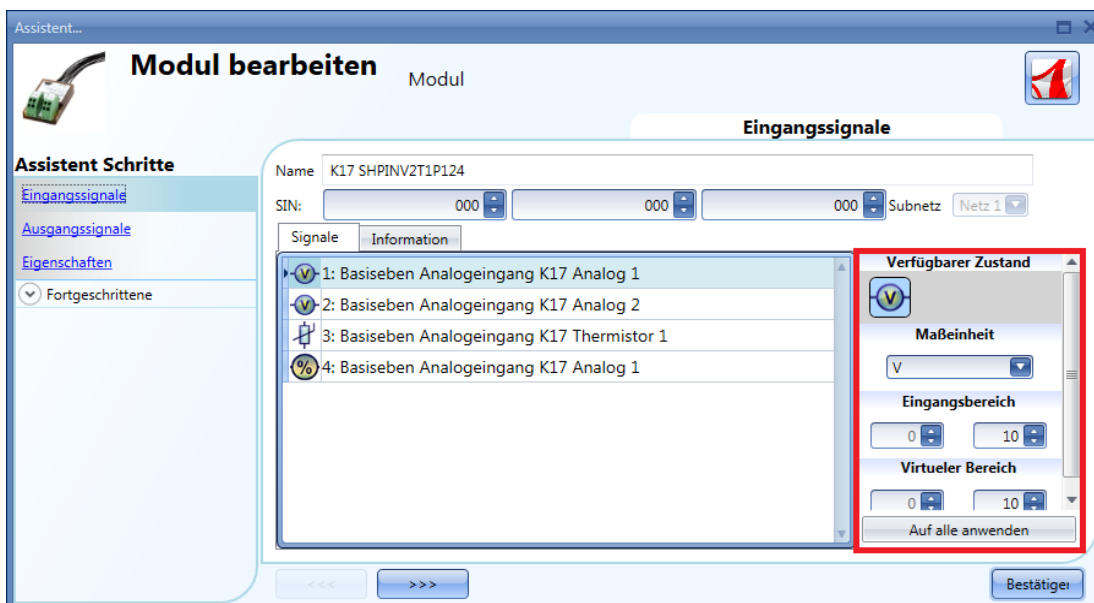 Assistent...
Modul bearbeiten
Modul
Eingangssignale
Assistent Schritte
Eingangssignale
Ausgangssignale
Eigenschaften
Fortgeschrittene
Name K17 SHPINV2T1P124
SIN: 000 000 000 Subnetz Netz 1
Signale Information
V 1: Basiseben Analogeingang K17 Analog 1
V 2: Basiseben Analogeingang K17 Analog 2
3: Basiseben Analogeingang K17 Thermistor 1
% 4: Basiseben Analogeingang K17 Analog 1
Verfügbarer Zustand
V
Maßeinheit
V
Eingangsbereich
0 10
Virtueler Bereich
0 10
Auf alle anwenden
<<< >>> Bestätiger